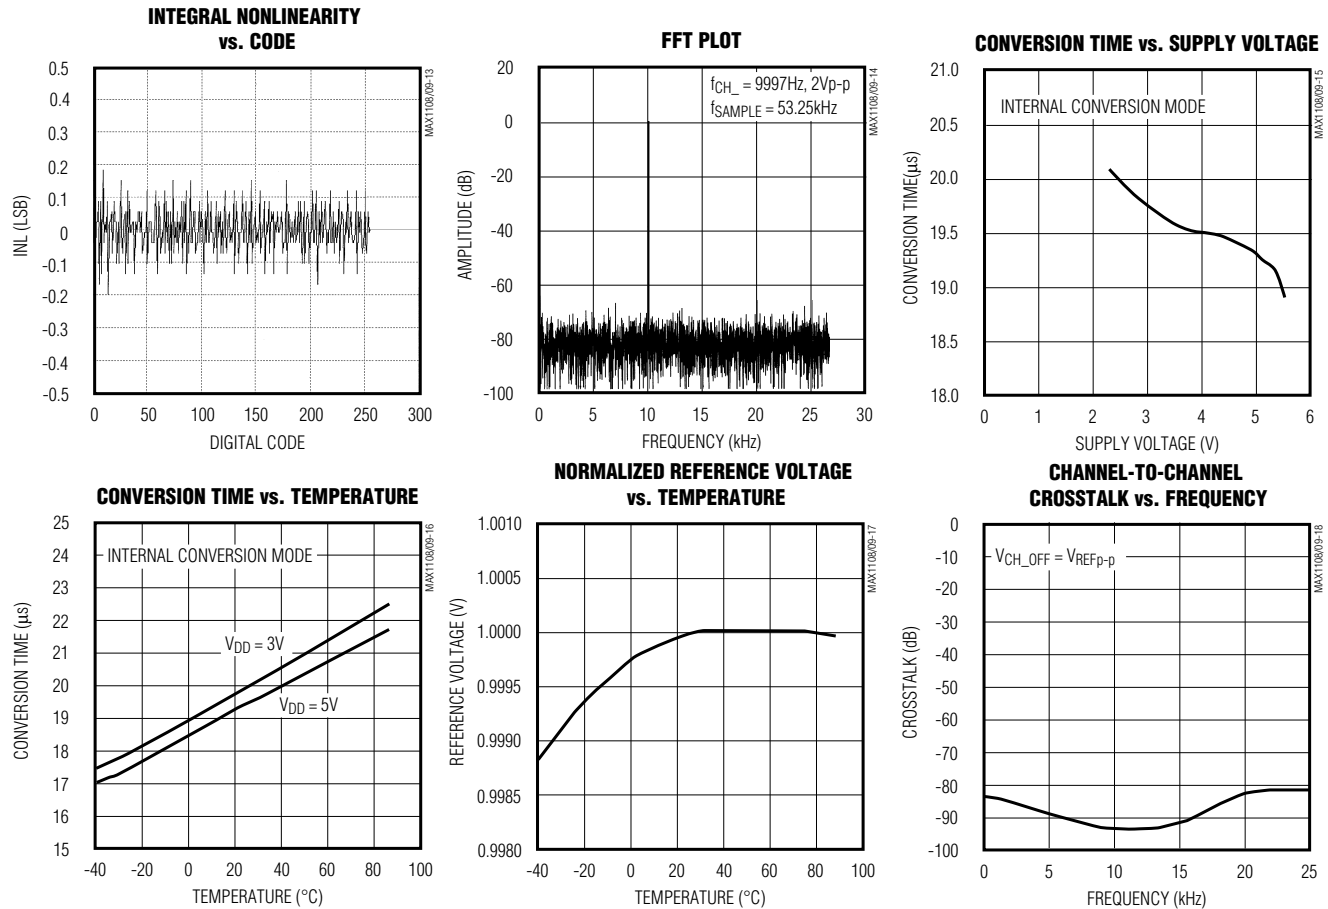 INTEGRAL NONLINEARITY
vs. CODE
0.5
0.4
0.3
0.2
0.1
0
-0.1
-0.2
-0.3
-0.4
-0.5
INL (LSB)
0 50 100 150 200 250 300
DIGITAL CODE
MAX1108/09-13
FFT PLOT
fCH_ = 9997Hz, 2Vp-p
fSAMPLE = 53.25kHz
20
0
-20
-40
-60
-80
-100
AMPLITUDE (dB)
0 5 10 15 20 25 30
FREQUENCY (kHz)
MAX1108/09-14
CONVERSION TIME vs. SUPPLY VOLTAGE
INTERNAL CONVERSION MODE
21.0
20.5
20.0
19.5
19.0
18.5
18.0
CONVERSION TIME(µs)
0 1 2 3 4 5 6
SUPPLY VOLTAGE (V)
MAX1108/09-15
CONVERSION TIME vs. TEMPERATURE
INTERNAL CONVERSION MODE
25
24
23
22
21
20
19
18
17
16
15
CONVERSION TIME (µs)
VDD = 3V
VDD = 5V
-40 -20 0 20 40 60 80 100
TEMPERATURE (°C)
MAX1108/09-16
NORMALIZED REFERENCE VOLTAGE
vs. TEMPERATURE
1.0010
1.0005
1.0000
0.9995
0.9990
0.9985
0.9980
REFERENCE VOLTAGE (V)
-40 -20 0 20 40 60 80 100
TEMPERATURE (°C)
MAX1108/09-17
CHANNEL-TO-CHANNEL
CROSSTALK vs. FREQUENCY
VCH_OFF = VREFp-p
0
-10
-20
-30
-40
-50
-60
-70
-80
-90
-100
CROSSTALK (dB)
0 5 10 15 20 25
FREQUENCY (kHz)
MAX1108/09-18